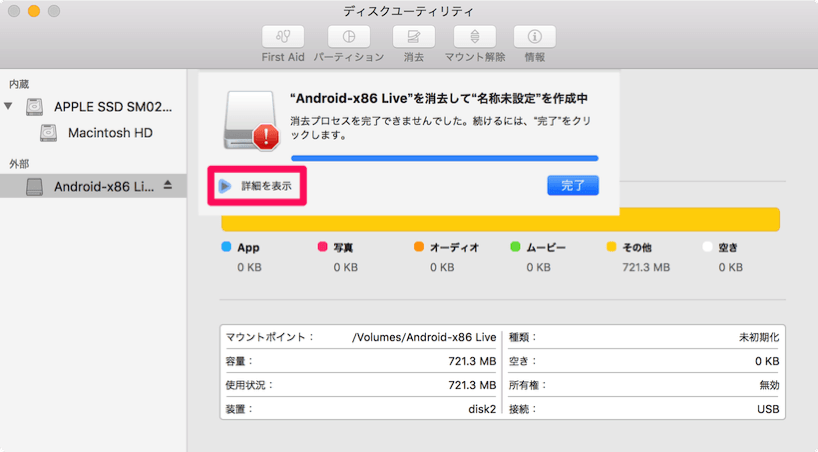 ディスクユーティリティ
First Aid パーティション 消去 マウント解除 情報
内蔵
APPLE SSD SM02...
Macintosh HD
外部
Android-x86 Li...
“Android-x86 Live”を消去して“名称未設定”を作成中
消去プロセスを完了できませんでした。続けるには、“完了”をクリ
ックします。
詳細を表示
完了
App 写真 オーディオ ムービー その他 空き
0 KB 0 KB 0 KB 0 KB 721.3 MB 0 KB
マウントポイント： /Volumes/Android-x86 Live 種類： 未初期化
容量： 721.3 MB 空き： 0 KB
使用状況： 721.3 MB 所有権： 無効
装置： disk2 接続： USB